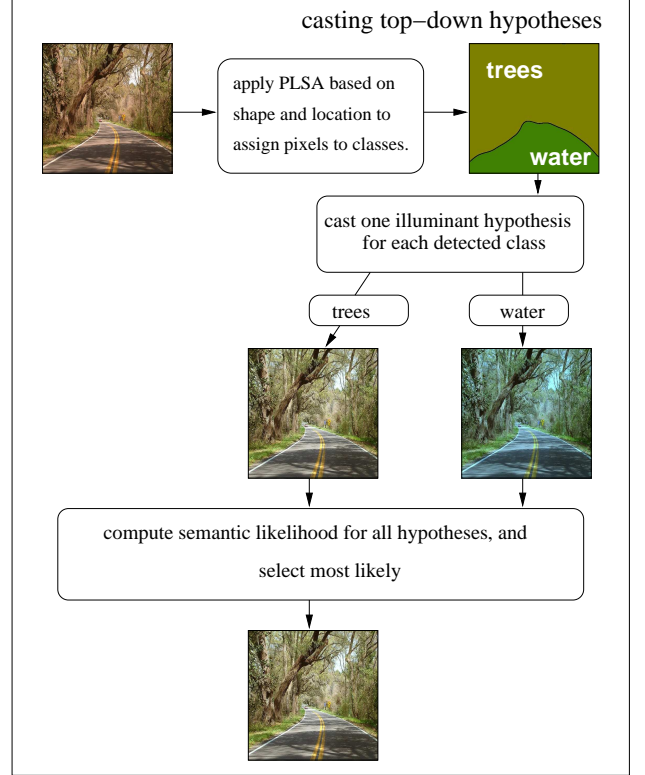 casting top−down hypotheses
apply PLSA based on
shape and location to
assign pixels to classes.
trees
water
cast one illuminant hypothesis
for each detected class
trees
water
compute semantic likelihood for all hypotheses, and
select most likely